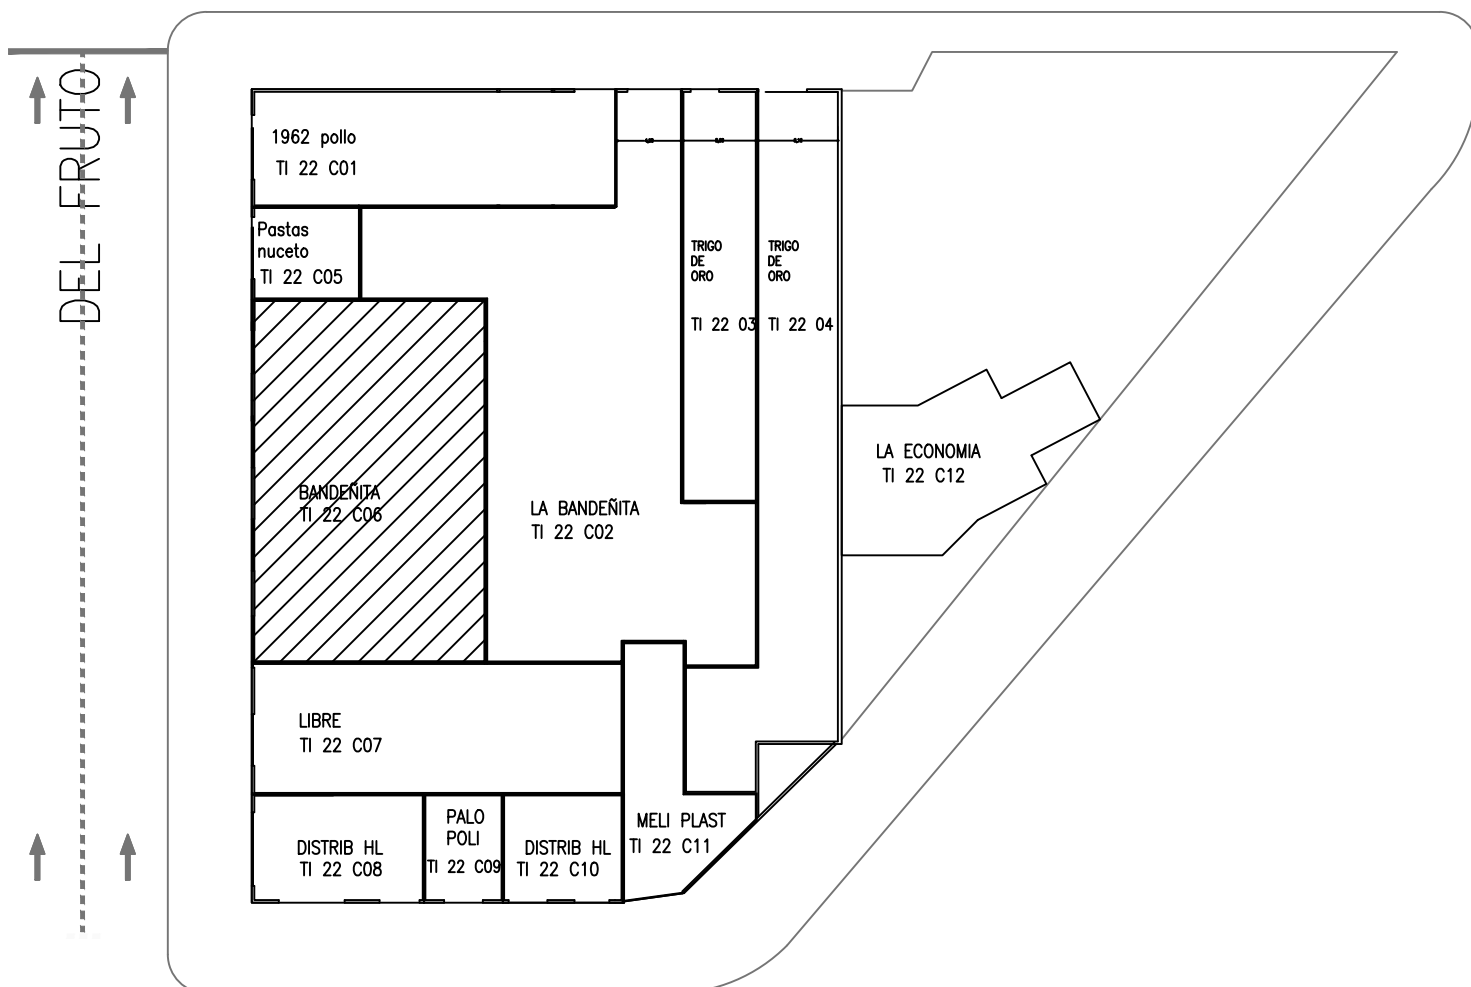 DEL FRUTO
1962 pollo
TI 22 C01
Pastas
nuceto
TI 22 C05
TRIGO
DE
ORO
TI 22 03
TRIGO
DE
ORO
TI 22 04
BANDEÑITA
TI 22 C06
LA BANDEÑITA
TI 22 C02
LA ECONOMIA
TI 22 C12
LIBRE
TI 22 C07
DISTRIB HL
TI 22 C08
PALO
POLI
TI 22 C09
DISTRIB HL
TI 22 C10
MELI PLAST
TI 22 C11